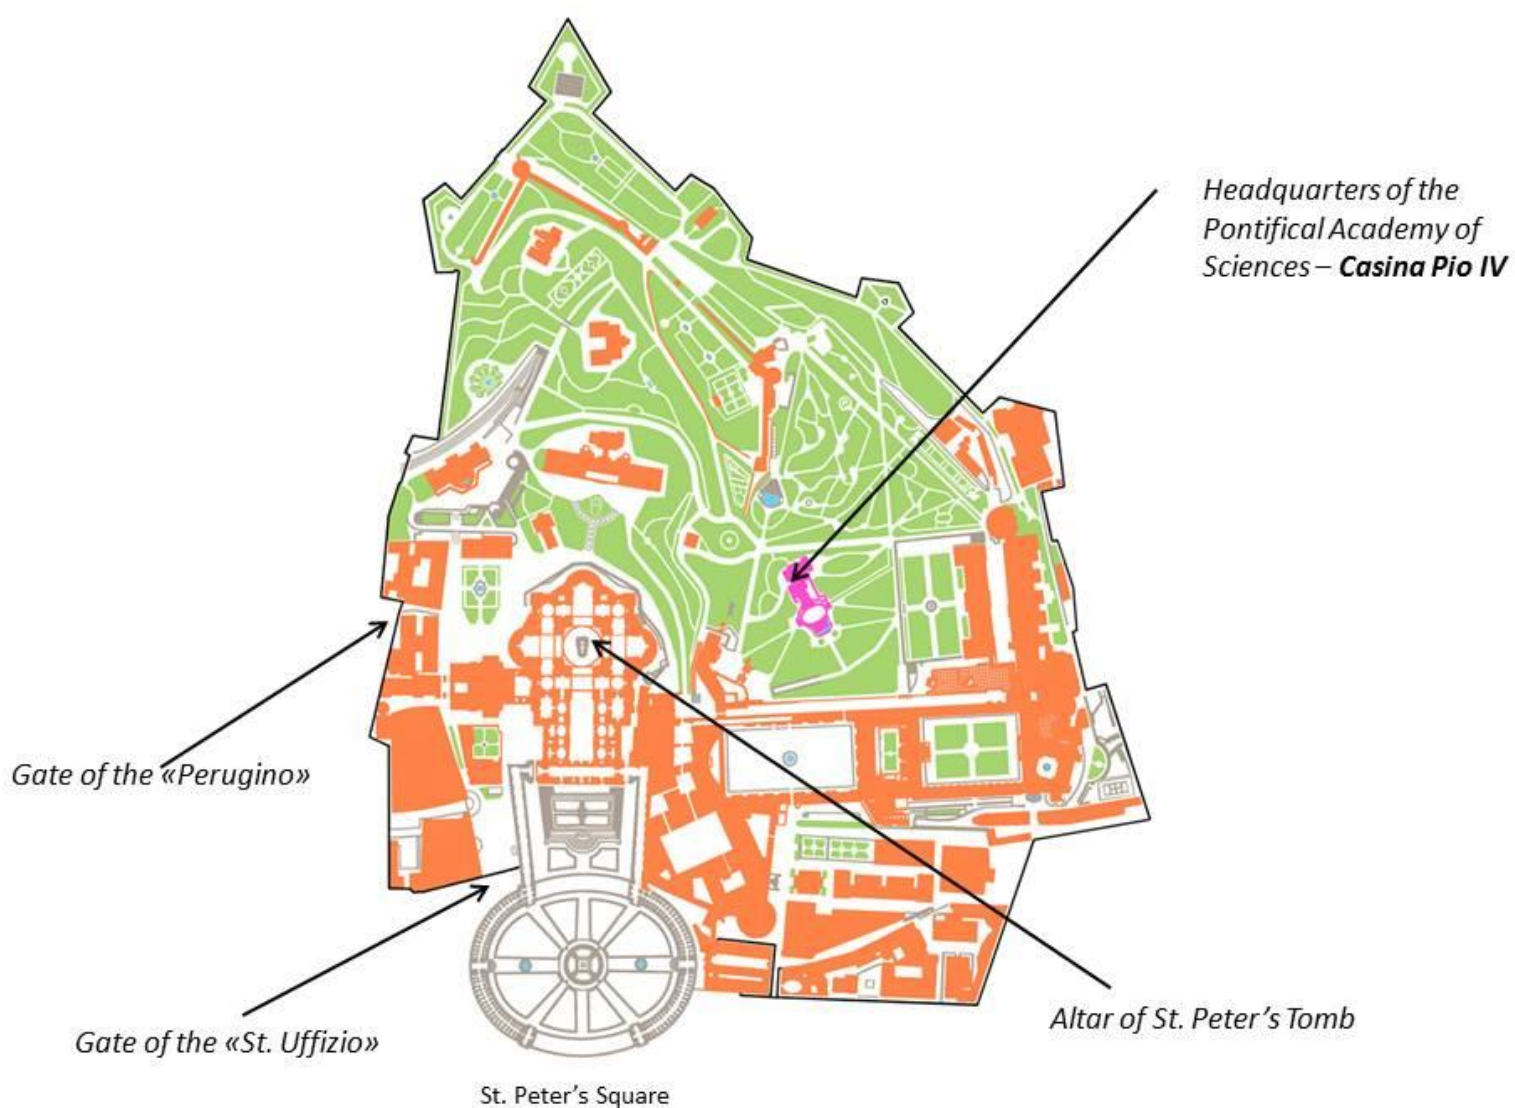 Headquarters of the
Pontifical Academy of
Sciences – Casina Pio IV
Gate of the «Perugino»
Gate of the «St. Uffizio»
Altar of St. Peter’s Tomb
St. Peter’s Square